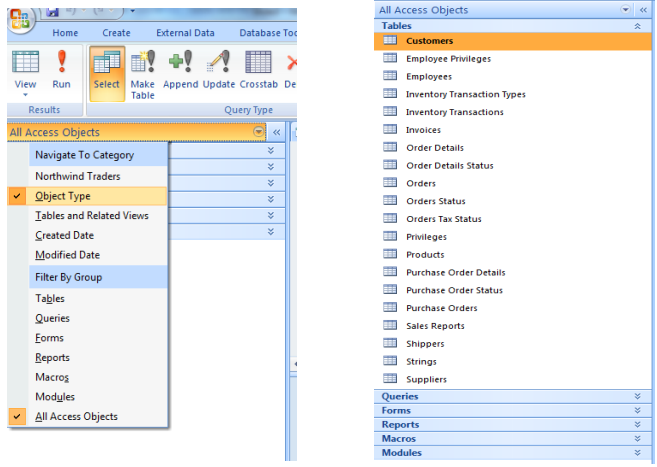 Home Create External Data Database Too
View Run Select Make Table Append Update Crosstab De
Results Query Type
All Access Objects
Navigate To Category
Northwind Traders
Object Type
Tables and Related Views
Created Date
Modified Date
Filter By Group
Tables
Queries
Forms
Reports
Macros
Modules
All Access Objects
All Access Objects
Tables
Customers
Employee Privileges
Employees
Inventory Transaction Types
Inventory Transactions
Invoices
Order Details
Order Details Status
Orders
Orders Status
Orders Tax Status
Privileges
Products
Purchase Order Details
Purchase Order Status
Purchase Orders
Sales Reports
Shippers
Strings
Suppliers
Queries
Forms
Reports
Macros
Modules